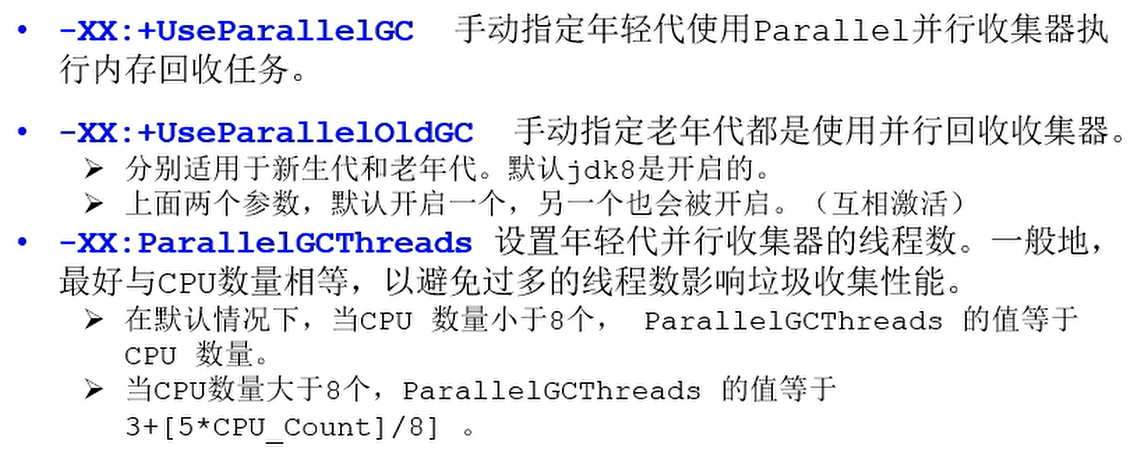 • -XX:+UseParallelGC 手动指定年轻代使用Parallel并行收集器执
行内存回收任务。
• -XX:+UseParallelOldGC 手动指定老年代都是使用并行回收收集器。
➢ 分别适用于新生代和老年代。默认jdk8是开启的。
➢ 上面两个参数，默认开启一个，另一个也会被开启。（互相激活）
• -XX:ParallelGCThreads 设置年轻代并行收集器的线程数。一般地，
最好与CPU数量相等，以避免过多的线程数影响垃圾收集性能。
➢ 在默认情况下，当CPU 数量小于8个， ParallelGCThreads 的值等于
CPU 数量。
➢ 当CPU数量大于8个，ParallelGCThreads 的值等于
3+[5*CPU_Count]/8] 。